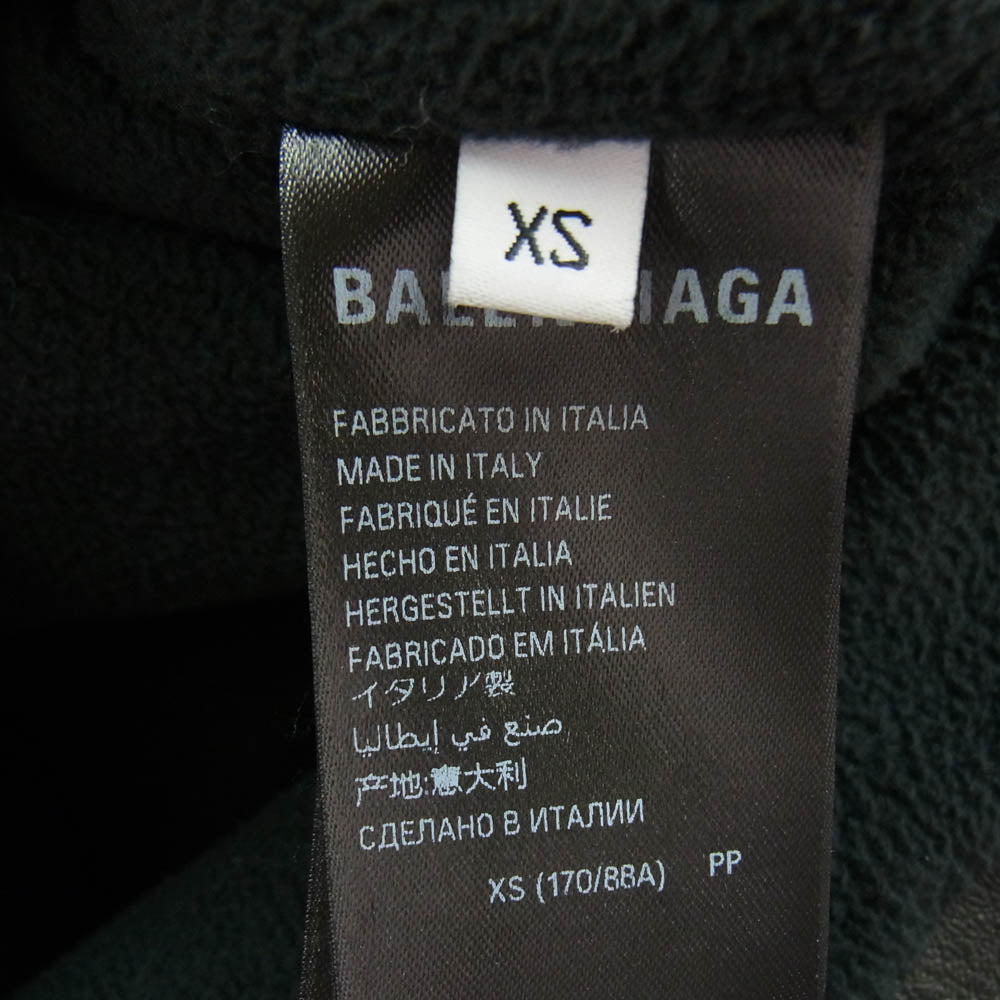 XS
BALENCIAGA
FABBRICATO IN ITALIA
MADE IN ITALY
FABRIQUÉ EN ITALIE
HECHO EN ITALIA
HERGESTELLT IN ITALIEN
FABRICADO EM ITÁLIA
イタリア製
صنع في إيطاليا
产地:意大利
СДЕЛАНО В ИТАЛИИ
XS (170/88A) PP